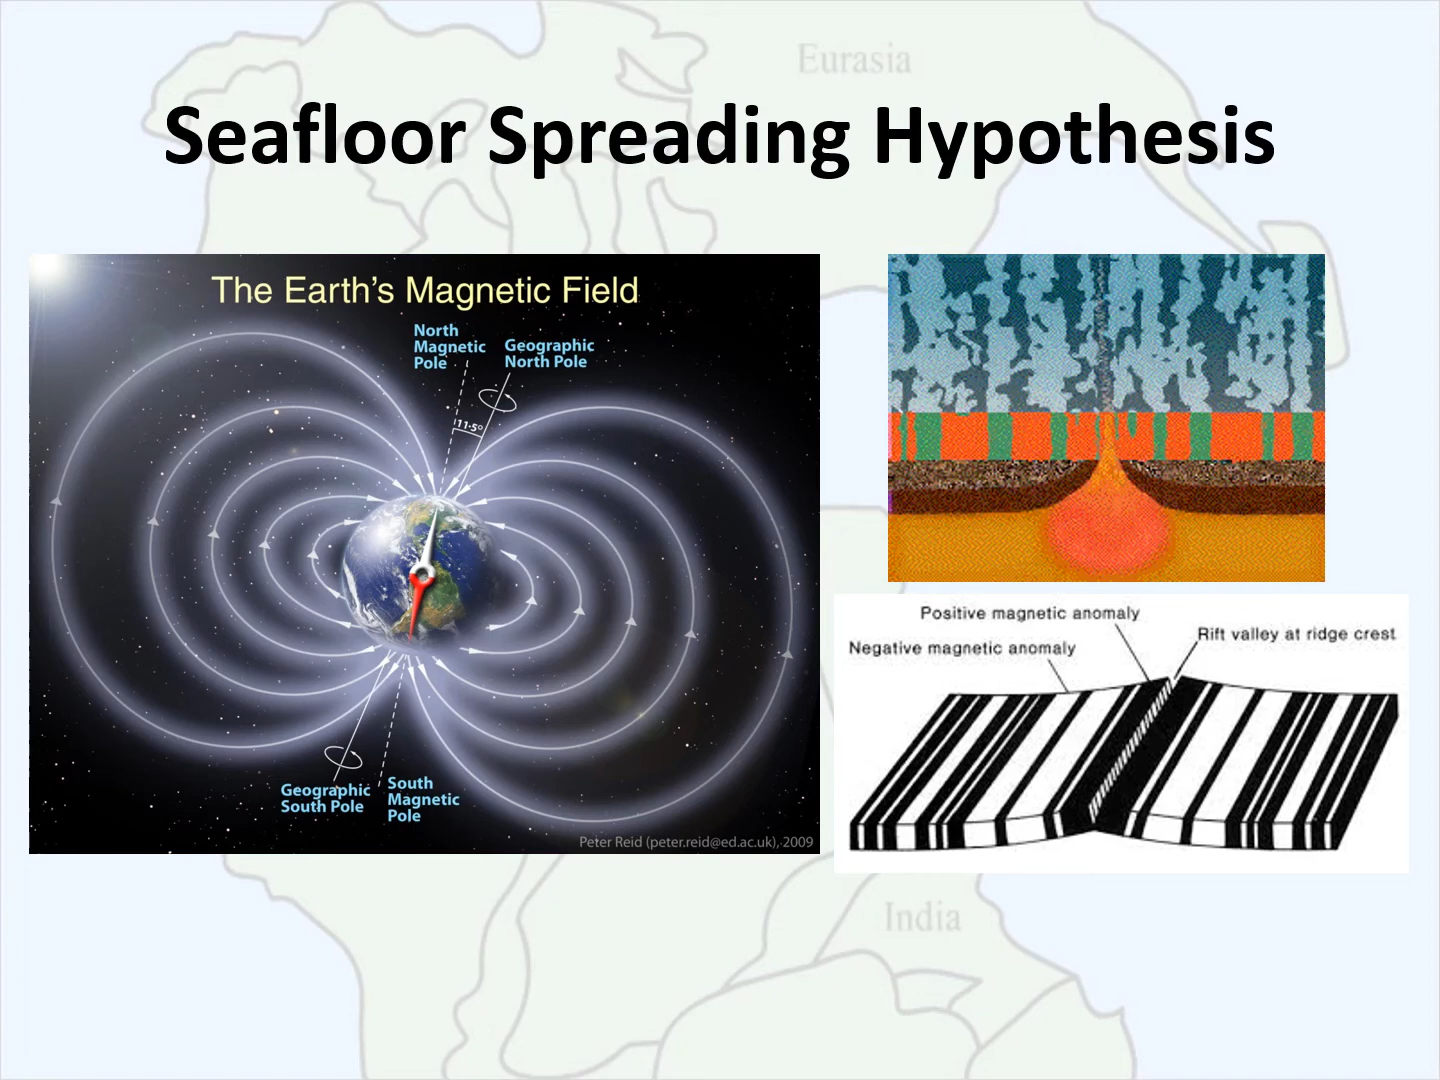 Eurasia
Seafloor Spreading Hypothesis
The Earth's Magnetic Field
North
Magnetic
Pole
Geographic
North Pole
11.5°
Geographic
South Pole
South
Magnetic
Pole
Peter Reid (peter.reid@ed.ac.uk), 2009
Positive magnetic anomaly
Rift valley at ridge crest
Negative magnetic anomaly
India